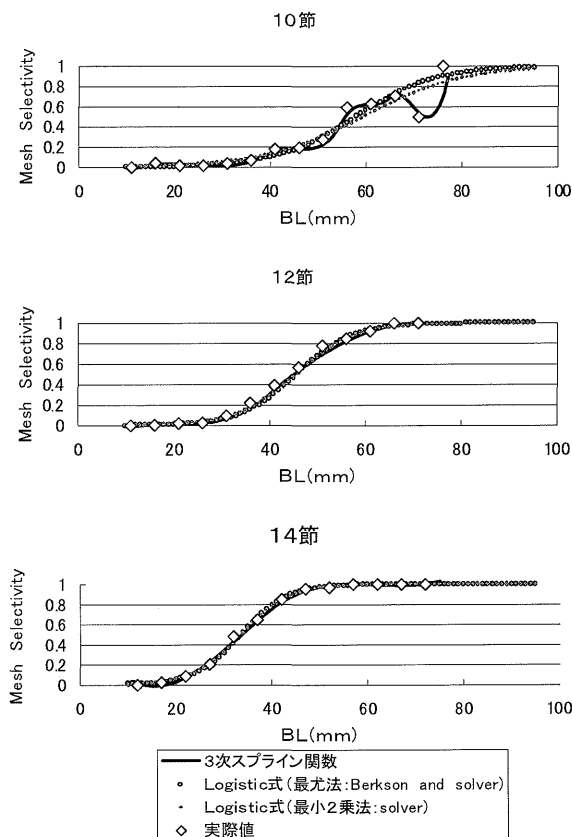 10節
Mesh Selectivity
1
0.8
0.6
0.4
0.2
0
0 20 40 60 80 100
BL(mm)
12節
Mesh Selectivity
1
0.8
0.6
0.4
0.2
0
0 20 40 60 80 100
BL(mm)
14節
Mesh Selectivity
1
0.8
0.6
0.4
0.2
0
0 20 40 60 80 100
BL(mm)
3次スプライン関数
Logistic式(最尤法:Berkson and solver)
Logistic式(最小2乗法:solver)
実際値